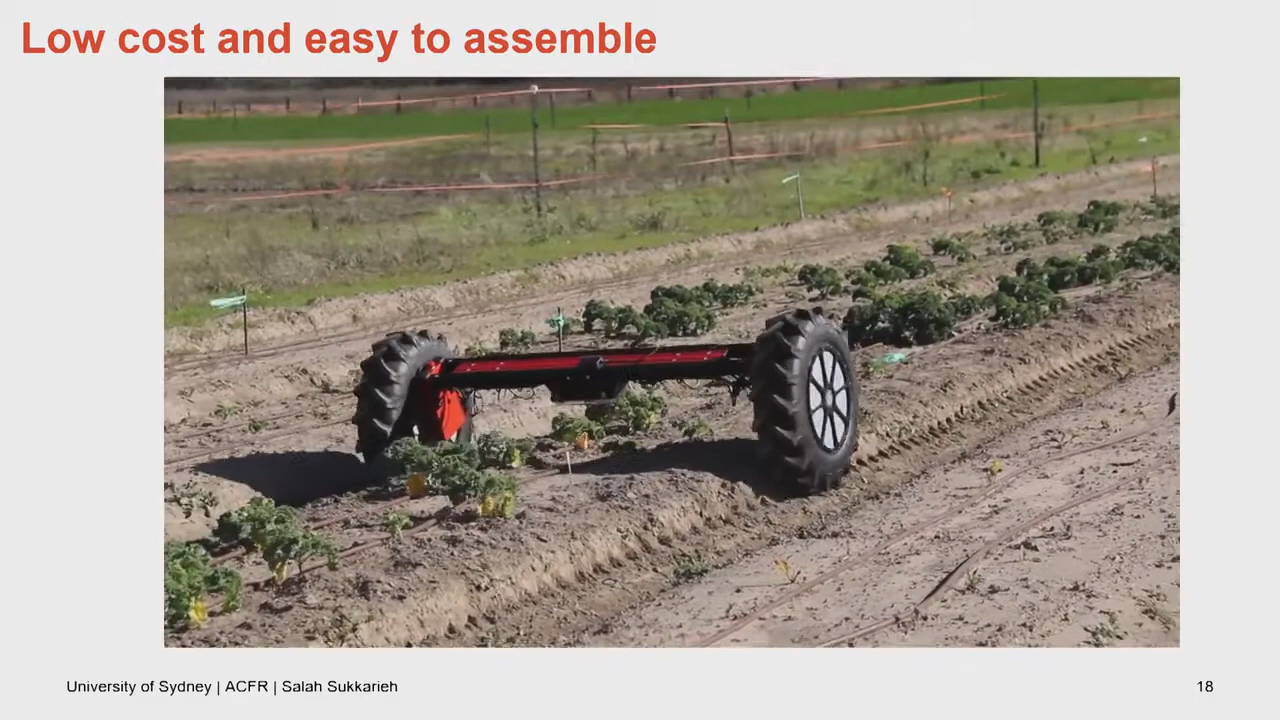 Low cost and easy to assemble
University of Sydney | ACFR | Salah Sukkarieh
18